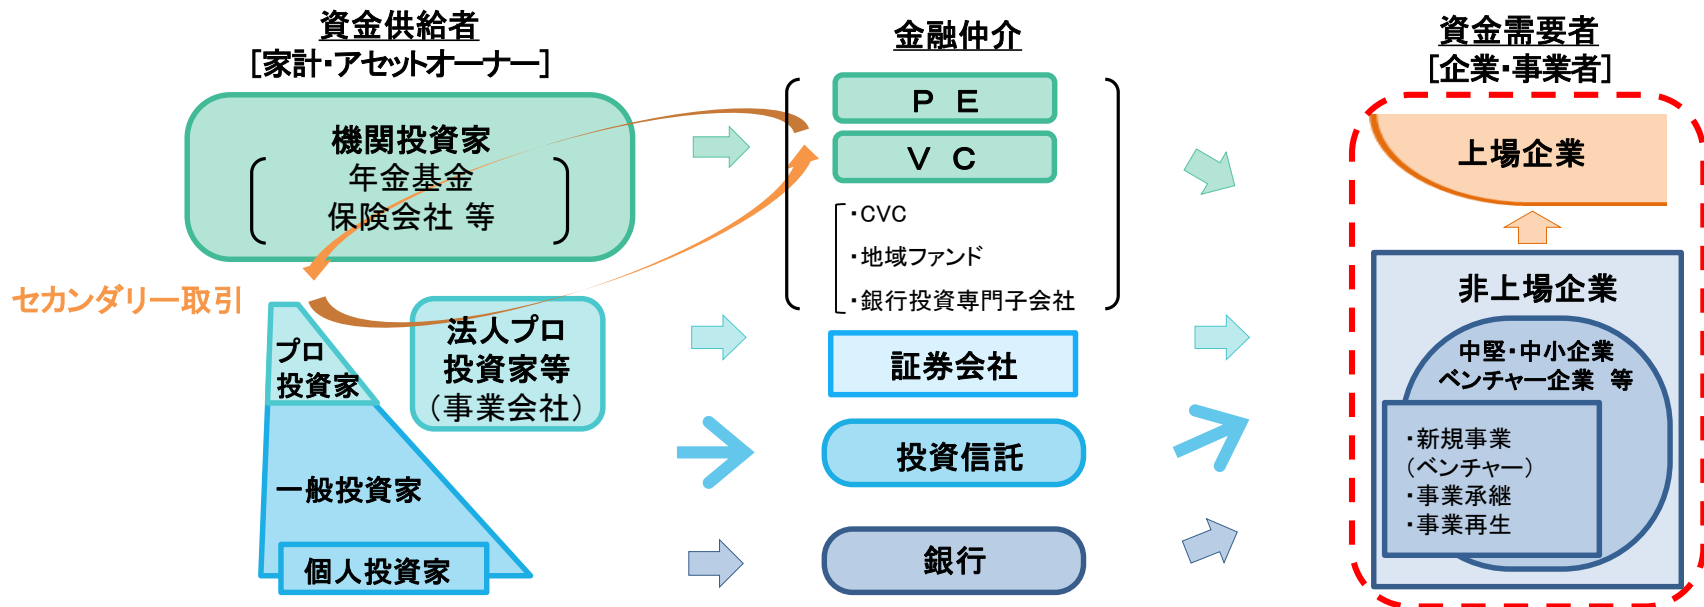 資金供給者
[家計・アセットオーナー]
機関投資家
年金基金
保険会社 等
セカンダリー取引
プロ
投資家
法人プロ
投資家等
（事業会社）
一般投資家
個人投資家
金融仲介
ＰＥ
ＶＣ
・CVC
・地域ファンド
・銀行投資専門子会社
証券会社
投資信託
銀行
資金需要者
[企業・事業者]
上場企業
非上場企業
中堅・中小企業
ベンチャー企業 等
・新規事業
（ベンチャー）
・事業承継
・事業再生